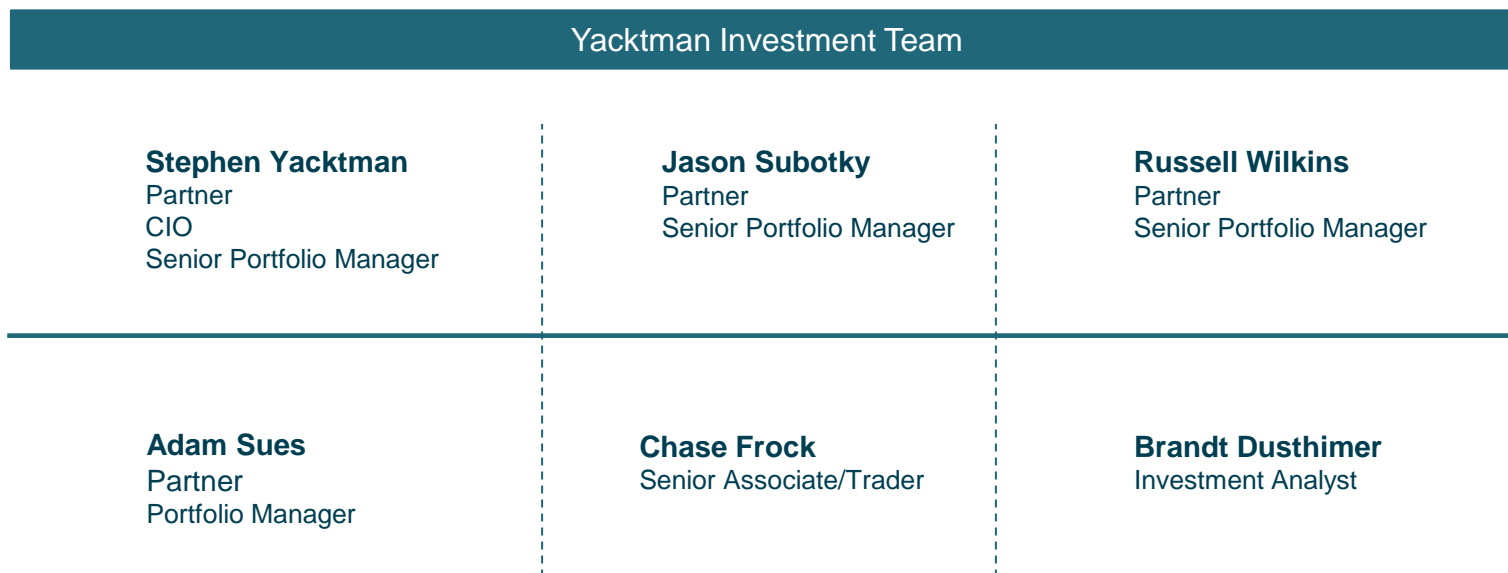 Yacktman Investment Team
Stephen Yacktman
Partner
CIO
Senior Portfolio Manager
Jason Subotky
Partner
Senior Portfolio Manager
Russell Wilkins
Partner
Senior Portfolio Manager
Adam Sues
Partner
Portfolio Manager
Chase Frock
Senior Associate/Trader
Brandt Dusthimer
Investment Analyst